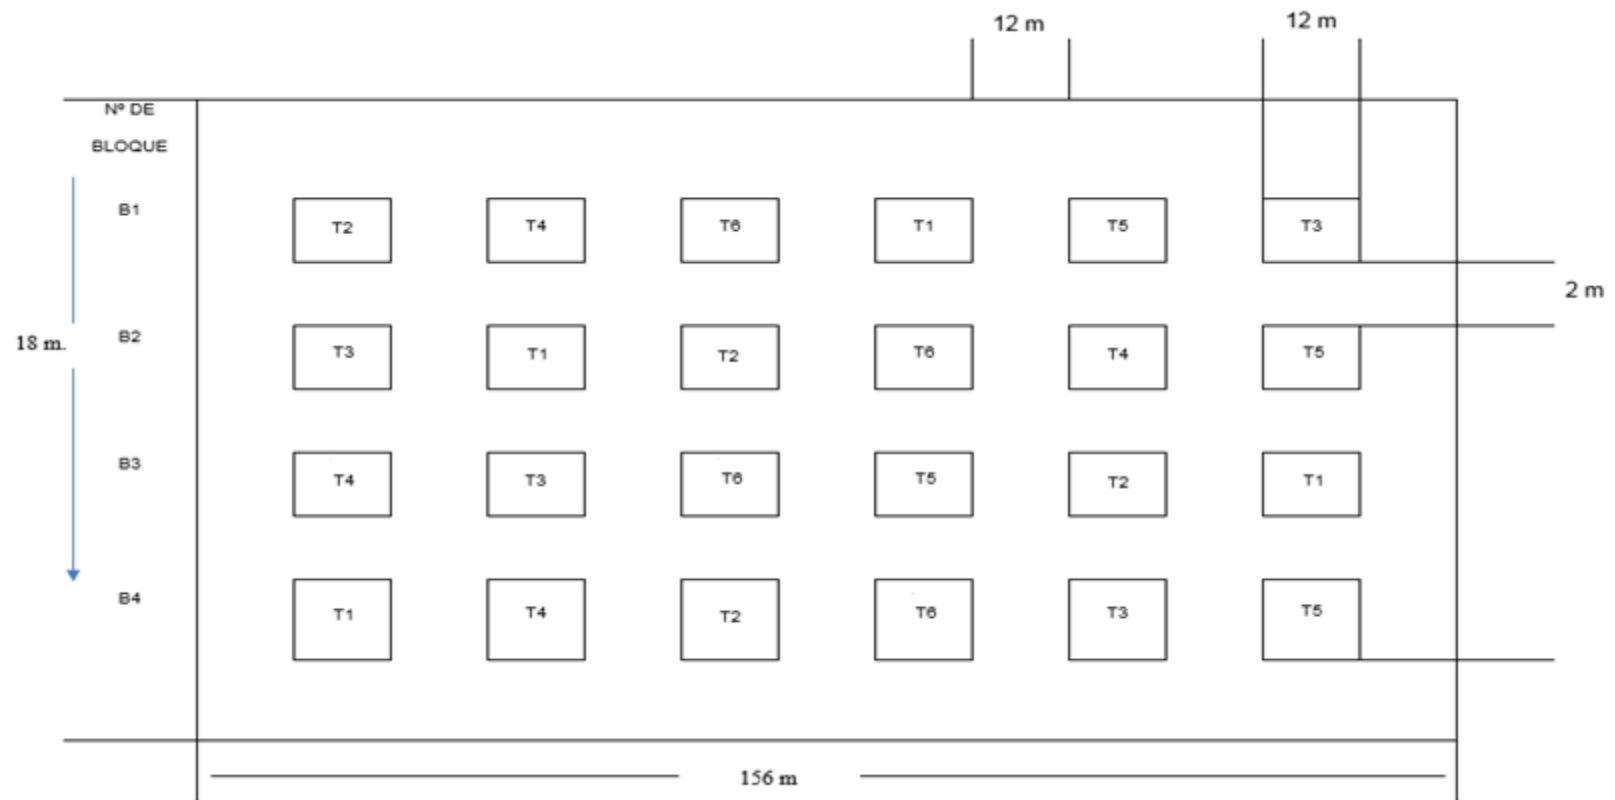 12 m 12 m
Nº DE
BLOQUE
B1 T2 T4 T6 T1 T5 T3
2 m
18 m.
B2 T3 T1 T2 T6 T4 T5
B3 T4 T3 T6 T5 T2 T1
B4 T1 T4 T2 T6 T3 T5
156 m